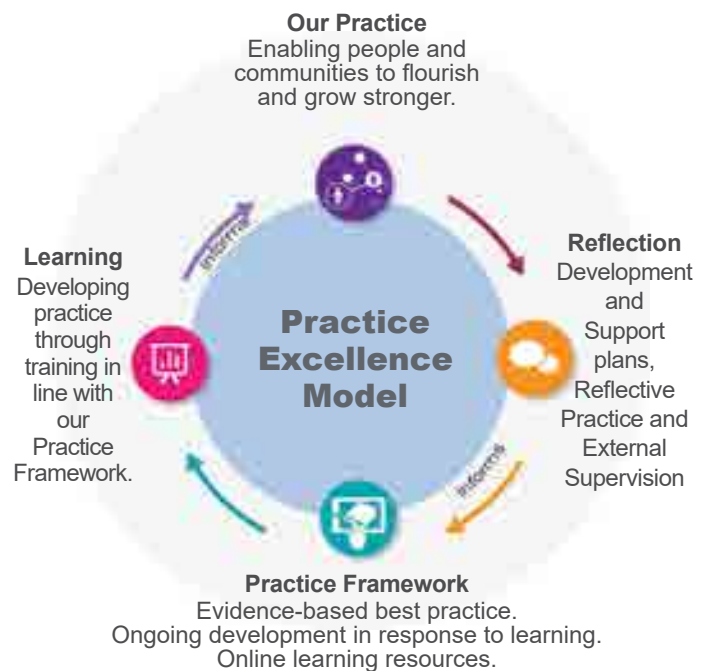 Our Practice
Enabling people and
communities to flourish
and grow stronger.
Informs
Learning
Developing
practice
through
training in
line with
our
Practice
Framework.
Practice
Excellence
Model
Reflection
Development
and
Support
plans,
Reflective
Practice and
External
Supervision
Informs
Practice Framework
Evidence-based best practice.
Ongoing development in response to learning.
Online learning resources.